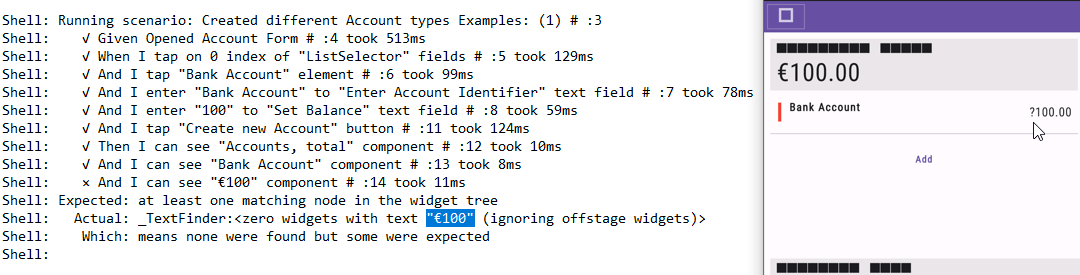 Shell: Running scenario: Created different Account types Examples: (1) # :3
Shell:    √ Given Opened Account Form # :4 took 513ms
Shell:    √ When I tap on 0 index of "ListSelector" fields # :5 took 129ms
Shell:    √ And I tap "Bank Account" element # :6 took 99ms
Shell:    √ And I enter "Bank Account" to "Enter Account Identifier" text field # :7 took 78ms
Shell:    √ And I enter "100" to "Set Balance" text field # :8 took 59ms
Shell:    √ And I tap "Create new Account" button # :11 took 124ms
Shell:    √ Then I can see "Accounts, total" component # :12 took 10ms
Shell:    √ And I can see "Bank Account" component # :13 took 8ms
Shell:    × And I can see "€100" component # :14 took 11ms
Shell: Expected: at least one matching node in the widget tree
Shell:   Actual: _TextFinder:<zero widgets with text "€100" (ignoring offstage widgets)>
Shell:    Which: means none were found but some were expected
Shell:
€100.00
Bank Account
?100.00
Add